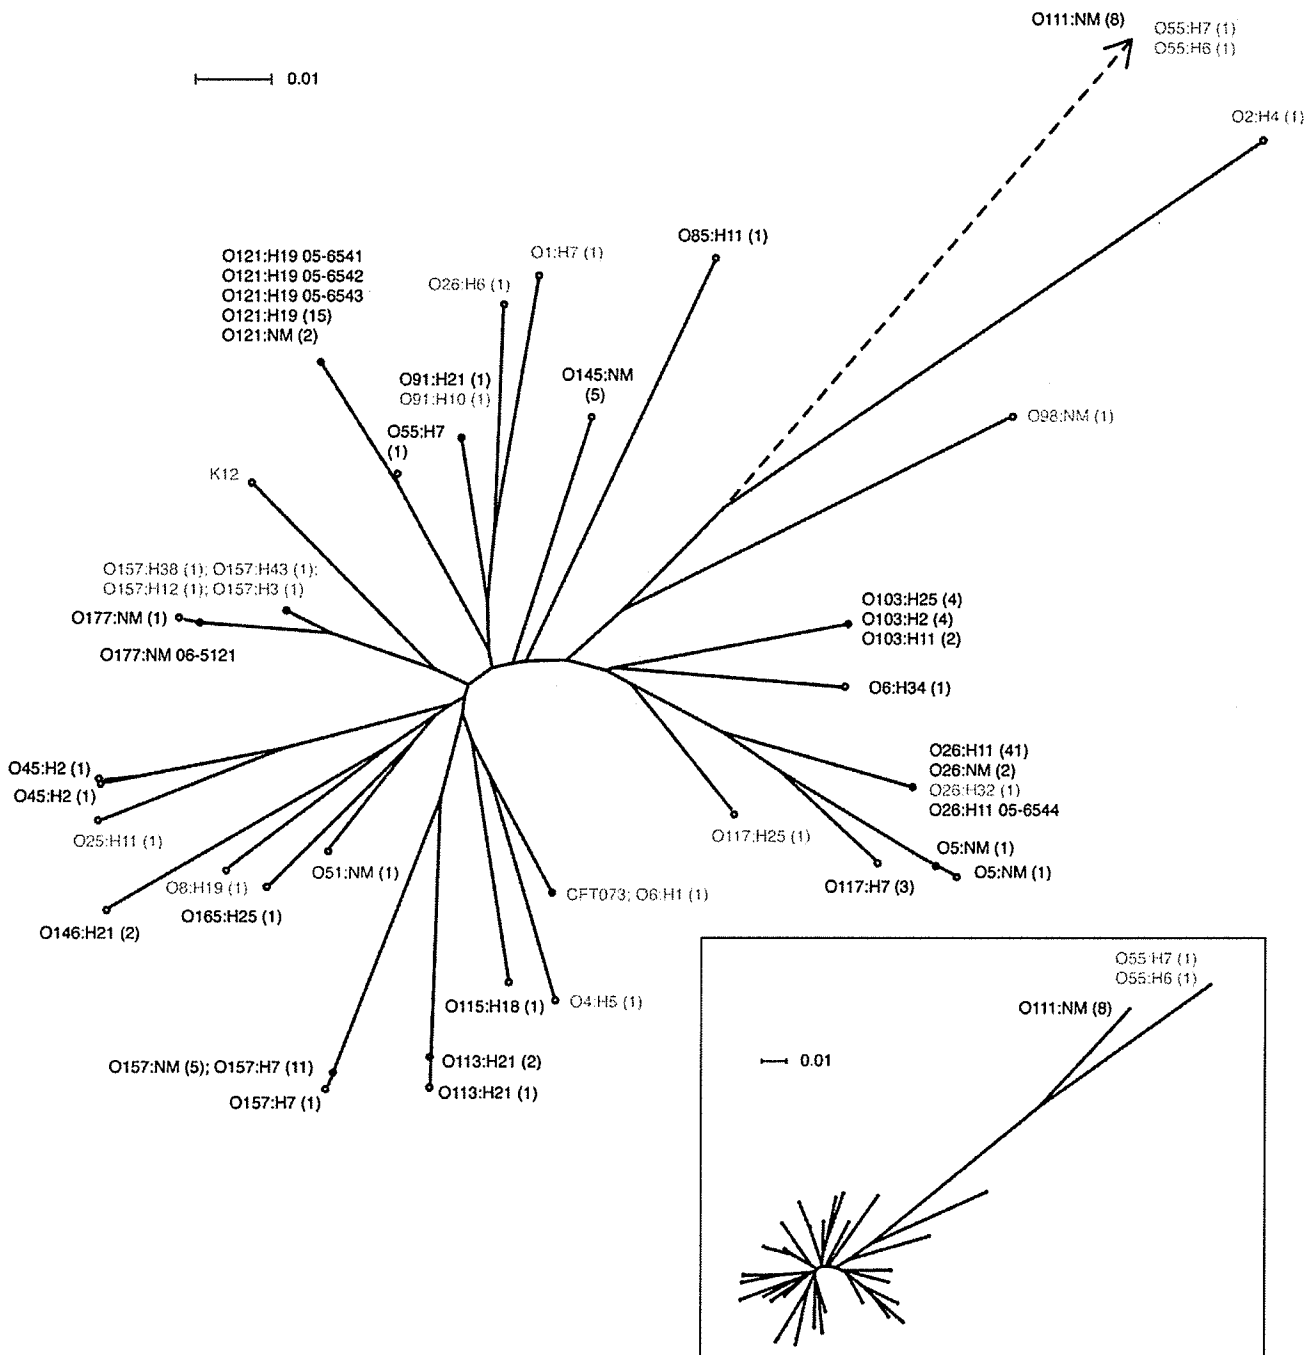 O111:NM (8)
O55:H7 (1)
O55:H6 (1)
0.01
O2:H4 (1)
O85:H11 (1)
O1:H7 (1)
O26:H6 (1)
O121:H19 05-6541
O121:H19 05-6542
O121:H19 05-6543
O121:H19 (15)
O121:NM (2)
O91:H21 (1)
O91:H10 (1)
O145:NM
(5)
O55:H7
(1)
O98:NM (1)
K12
O157:H38 (1); O157:H43 (1);
O157:H12 (1); O157:H3 (1)
O177:NM (1)
O177:NM 06-5121
O103:H25 (4)
O103:H2 (4)
O103:H11 (2)
O6:H34 (1)
O26:H11 (41)
O26:NM (2)
O26:H32 (1)
O26:H11 05-6544
O45:H2 (1)
O45:H2 (1)
O25:H11 (1)
O117:H25 (1)
O5:NM (1)
O5:NM (1)
O117:H7 (3)
O51:NM (1)
O8:H19 (1)
O165:H25 (1)
O146:H21 (2)
CFT073; O6:H1 (1)
O115:H18 (1)
O4:H5 (1)
O157:NM (5); O157:H7 (11)
O157:H7 (1)
O113:H21 (2)
O113:H21 (1)
O55:H7 (1)
O55:H6 (1)
O111:NM (8)
0.01